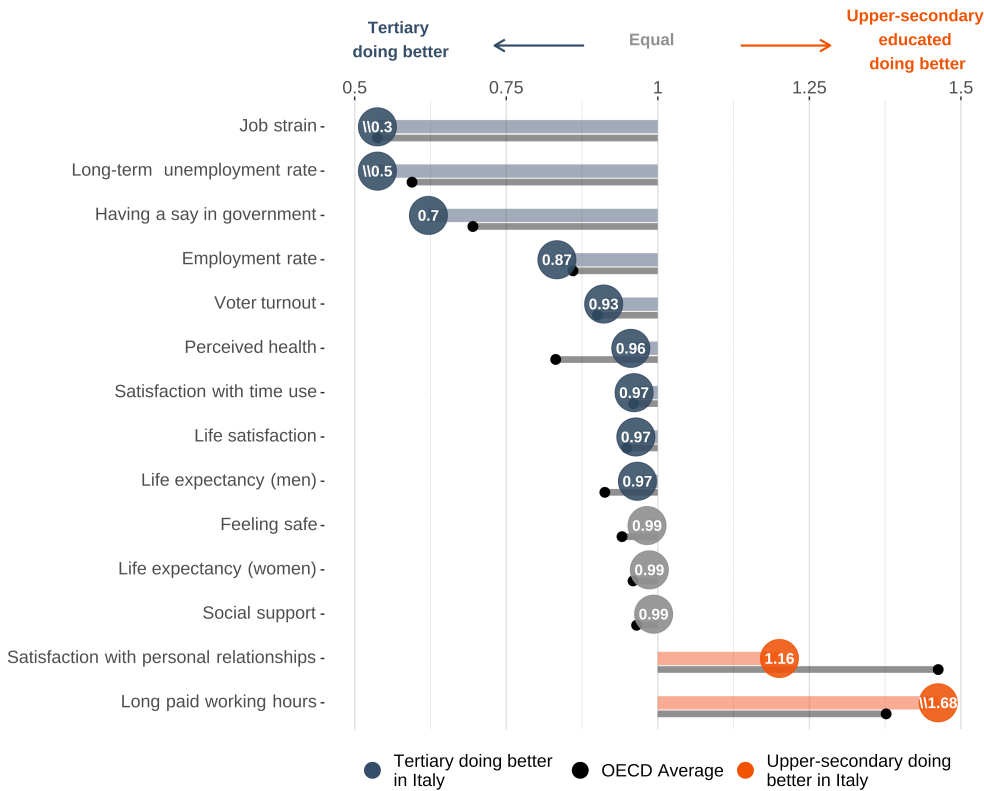 Tertiary
doing better
Equal
Upper-secondary
educated
doing better
0.5 0.75 1 1.25 1.5
Job strain \\0.3
Long-term unemployment rate \\0.5
Having a say in government 0.7
Employment rate 0.87
Voter turnout 0.93
Perceived health 0.96
Satisfaction with time use 0.97
Life satisfaction 0.97
Life expectancy (men) 0.97
Feeling safe 0.99
Life expectancy (women) 0.99
Social support 0.99
Satisfaction with personal relationships 1.16
Long paid working hours \\1.68
Tertiary doing better
in Italy
OECD Average
Upper-secondary doing
better in Italy